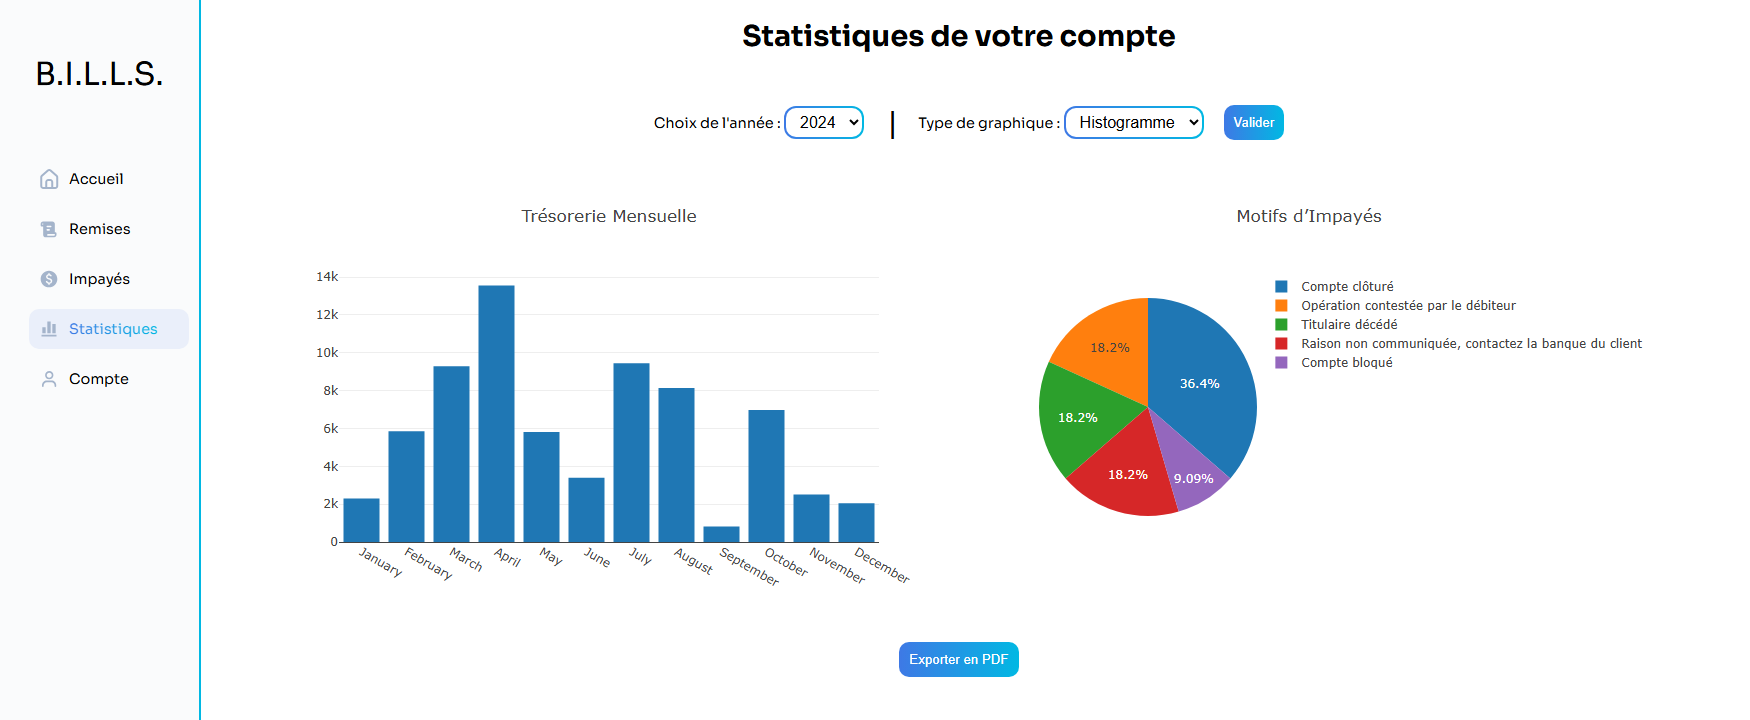 Statistiques de votre compte
B.I.L.L.S.
Choix de l'année : 2024 | Type de graphique : Histogramme Valider
Accueil
Remises
Impayés
Statistiques
Compte
Trésorerie Mensuelle
14k
12k
10k
8k
6k
4k
2k
0
January
February
March
April
May
June
July
August
September
October
November
December
Motifs d’Impayés
Compte clôturé
Opération contestée par le débiteur
Titulaire décédé
Raison non communiquée, contactez la banque du client
Compte bloqué
18.2%
36.4%
18.2%
18.2%
9.09%
Exporter en PDF